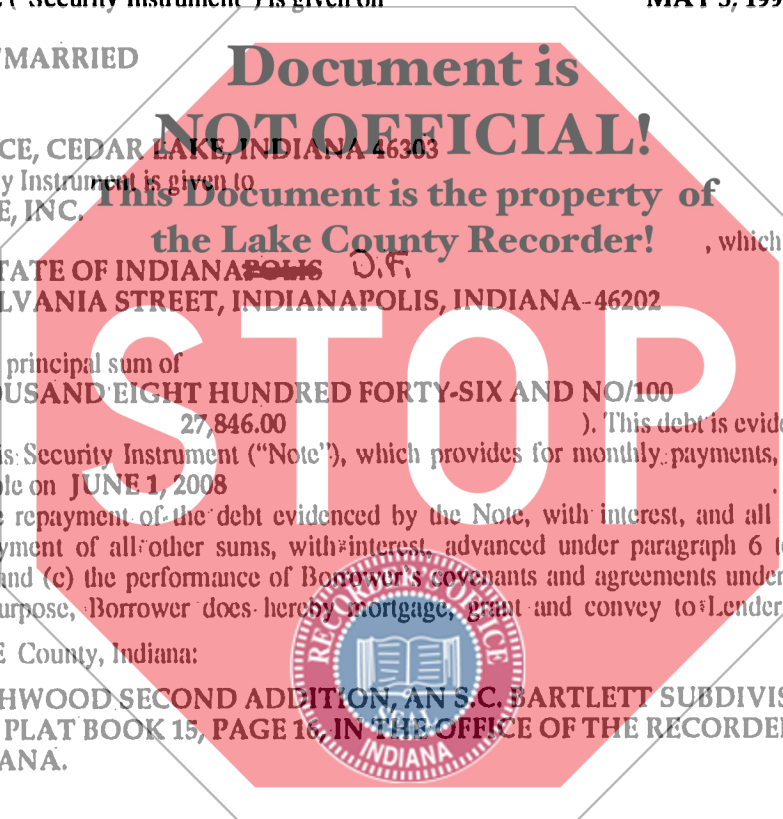 ("Security Instrument") is given on MAY 3, 199
MARRIED
Document is
NOT OFFICIAL!
CE, CEDAR LAKE, INDIANA 46303
y Instrument is given to
This Document is the property of
E, INC.
the Lake County Recorder!
, which
TATE OF INDIANAPOLIS D.F.
LVANIA STREET, INDIANAPOLIS, INDIANA-46202
STOP
principal sum of
OUSAND EIGHT HUNDRED FORTY-SIX AND NO/100
27,846.00 ). This debt is evide
is Security Instrument ("Note"), which provides for monthly payments,
le on JUNE 1, 2008
e repayment of the debt evidenced by the Note, with interest, and all
yment of all other sums, with interest, advanced under paragraph 6 t
and (c) the performance of Borrower's covenants and agreements under
urpose, Borrower does hereby mortgage, grant and convey to Lender
RECORDER'S OFFICE
E County, Indiana:
HWOOD SECOND ADDITION, AN S.C. BARTLETT SUBDIVIS
PLAT BOOK 15, PAGE 16, IN THE OFFICE OF THE RECORDER
INDIANA
ANA.